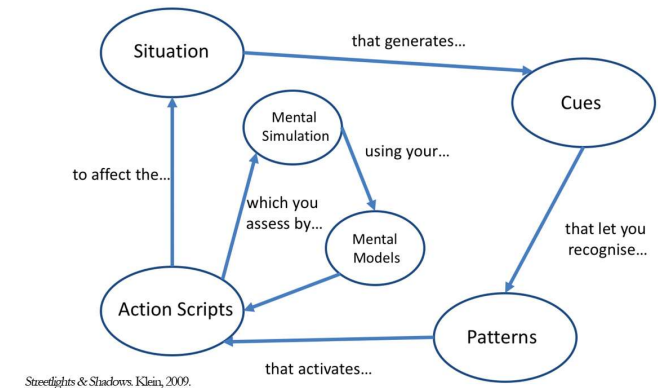 Situation
that generates...
Cues
that let you
recognise...
Patterns
that activates...
Action Scripts
which you
assess by...
Mental
Simulation
using your...
Mental
Models
to affect the...
Streetlights & Shadows. Klein, 2009.